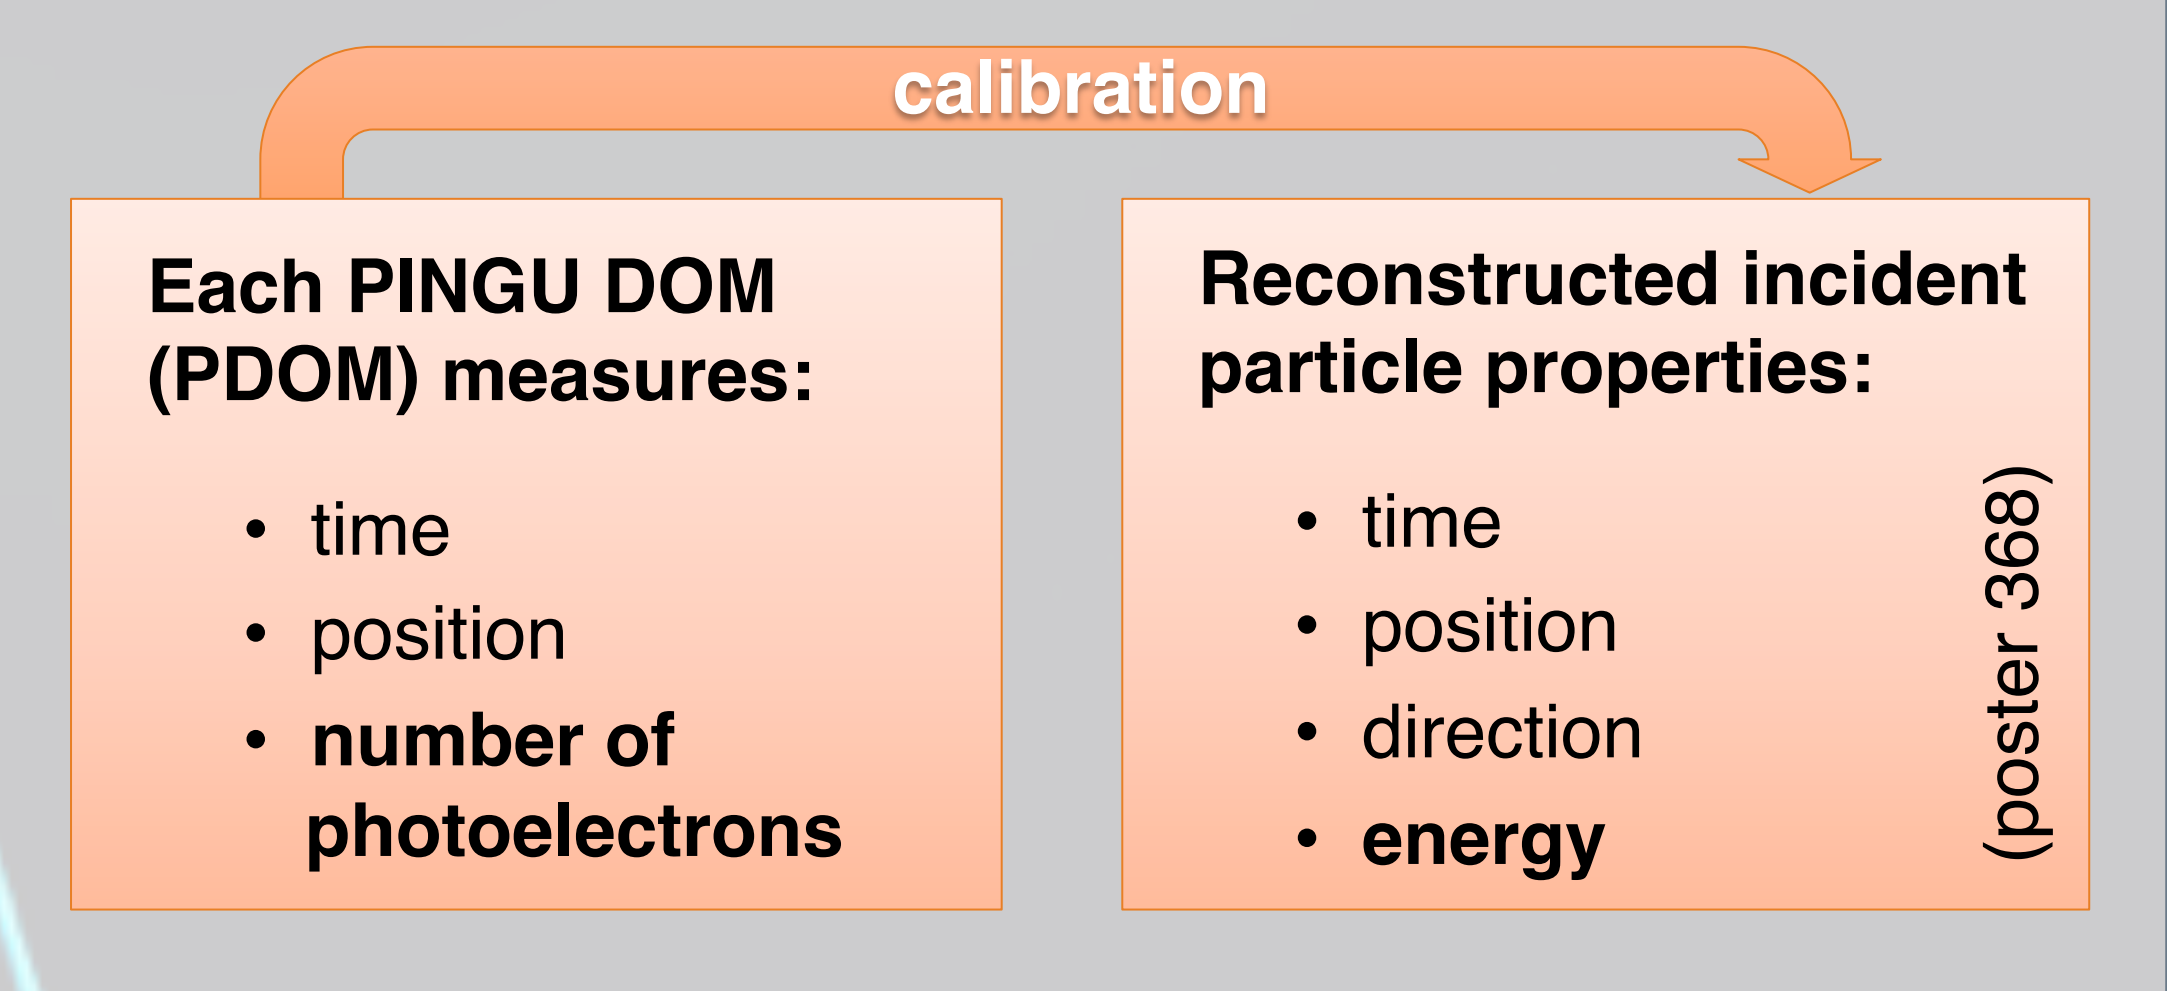 calibration
Each PINGU DOM
(PDOM) measures:
• time
• position
• number of
photoelectrons
Reconstructed incident
particle properties:
• time
• position
• direction
• energy
(poster 368)